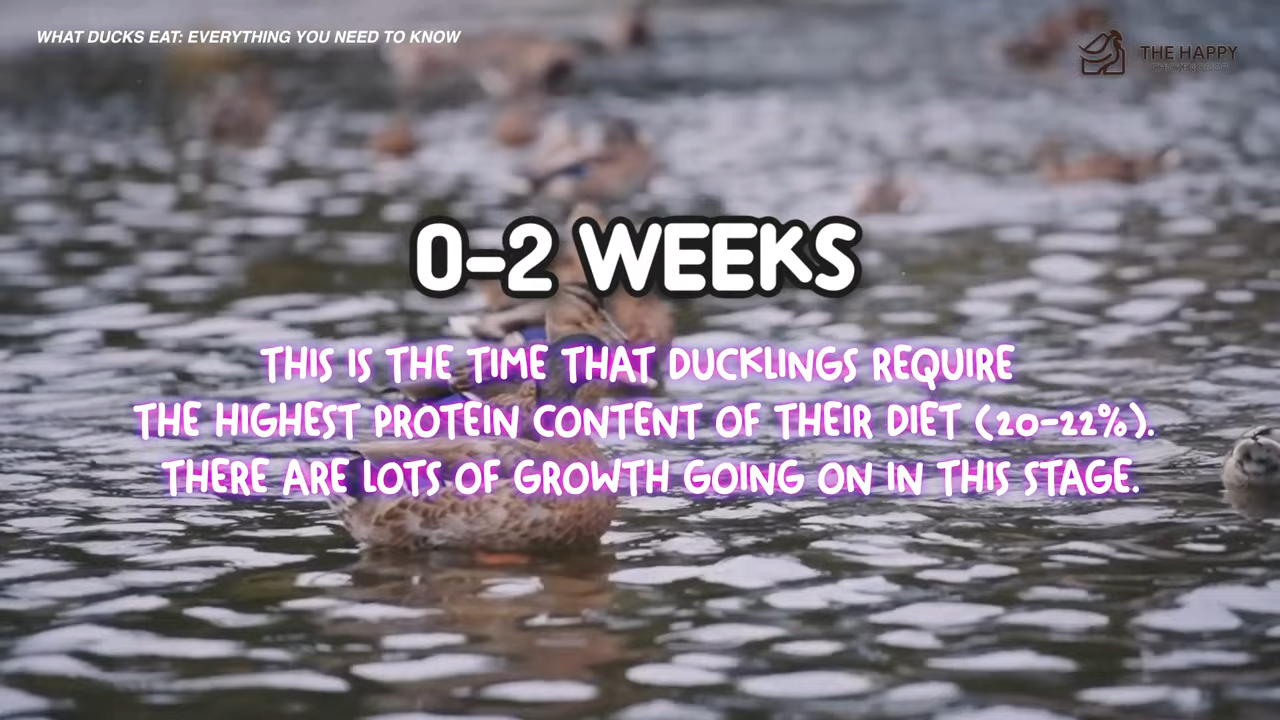 WHAT DUCKS EAT: EVERYTHING YOU NEED TO KNOW
THE HAPPY
0-2 WEEKS
THIS IS THE TIME THAT DUCKLINGS REQUIRE
THE HIGHEST PROTEIN CONTENT OF THEIR DIET (20-22%).
THERE ARE LOTS OF GROWTH GOING ON IN THIS STAGE.